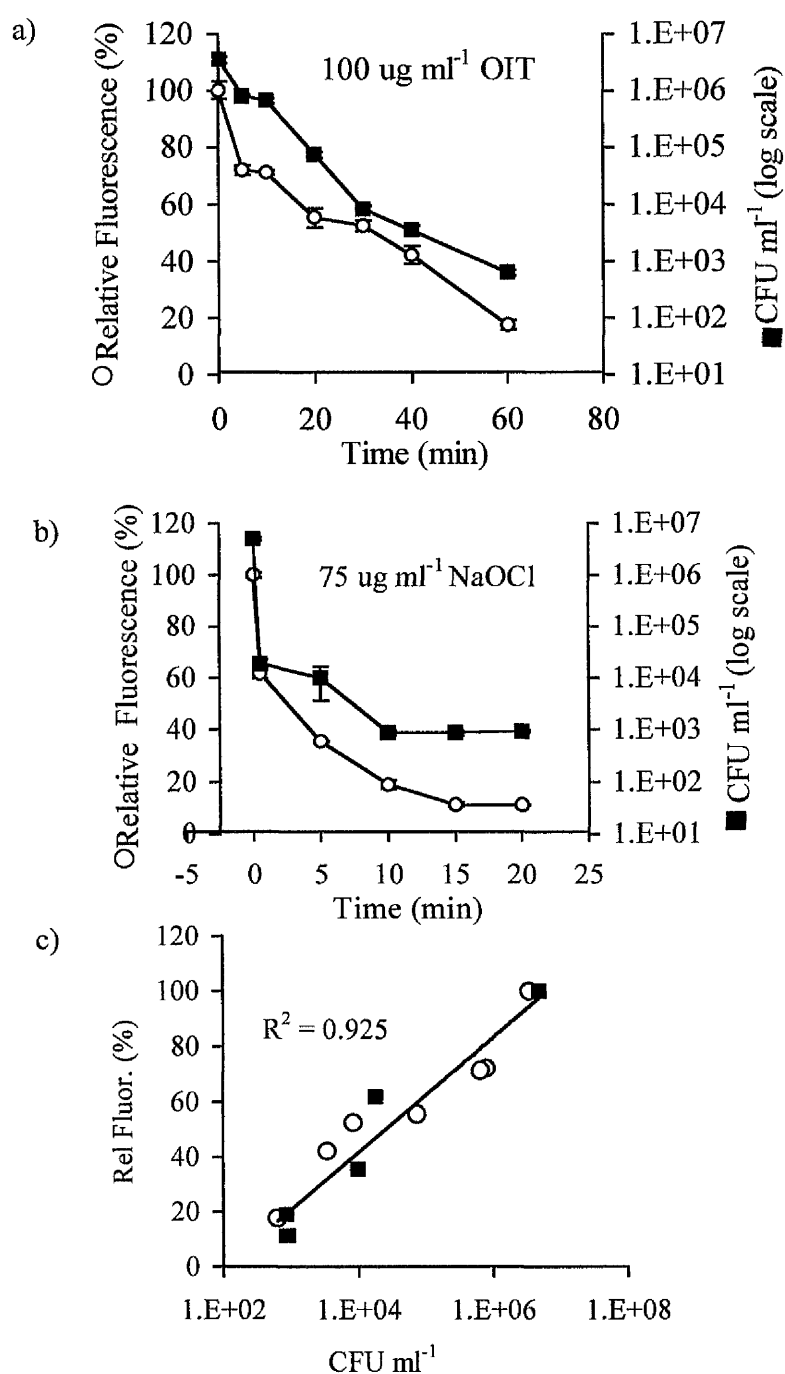 a)
○Relative Fluorescence (%)
120
100
80
60
40
20
0
100 ug ml-1 OIT
1.E+07
1.E+06
1.E+05
1.E+04
1.E+03
1.E+02
1.E+01
■CFU ml-1 (log scale)
0 20 40 60 80
Time (min)
b)
○Relative Fluorescence (%)
120
100
80
60
40
20
0
75 ug ml-1 NaOCl
1.E+07
1.E+06
1.E+05
1.E+04
1.E+03
1.E+02
1.E+01
■ CFU ml-1 (log scale)
-5 0 5 10 15 20 25
Time (min)
c)
Rel Fluor. (%)
120
100
80
60
40
20
0
R2 = 0.925
1.E+02 1.E+04 1.E+06 1.E+08
CFU ml-1